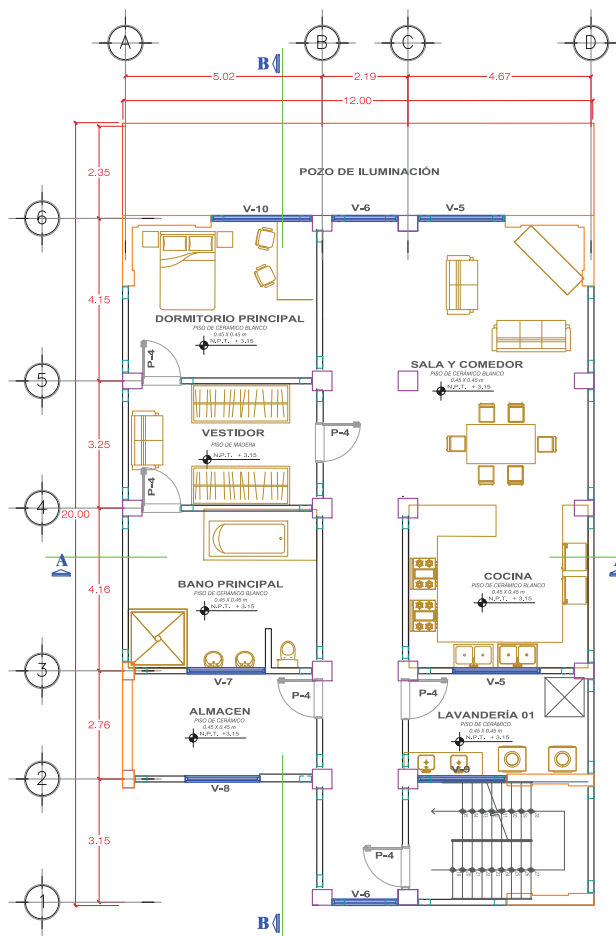 A
B
C
D
B
5.02
2.19
4.67
12.00
2.35
POZO DE ILUMINACIÓN
V-10
V-6
V-5
6
4.15
DORMITORIO PRINCIPAL
PISO DE CERÁMICO BLANCO
0.45 X 0.45 m
N.P.T. + 3.15
P-4
SALA Y COMEDOR
PISO DE CERÁMICO BLANCO
0.45 X 0.45 m
N.P.T. + 3.15
5
3.25
VESTIDOR
PISO DE MADERA
N.P.T. + 3.15
P-4
P-4
4
20.00
A
A
4.16
BANO PRINCIPAL
PISO DE CERÁMICO BLANCO
0.45 X 0.45 m
N.P.T. + 3.15
COCINA
PISO DE CERÁMICO BLANCO
0.45 X 0.45 m
N.P.T. + 3.15
3
V-7
V-5
P-4
P-4
2.76
ALMACEN
PISO DE CERÁMICO
0.45 X 0.45 m
N.P.T. +3.15
LAVANDERÍA 01
PISO DE CERÁMICO BLANCO
0.45 X 0.45 m
N.P.T. + 3.15
2
V-8
V-9
3.15
P-4
1
V-6
B